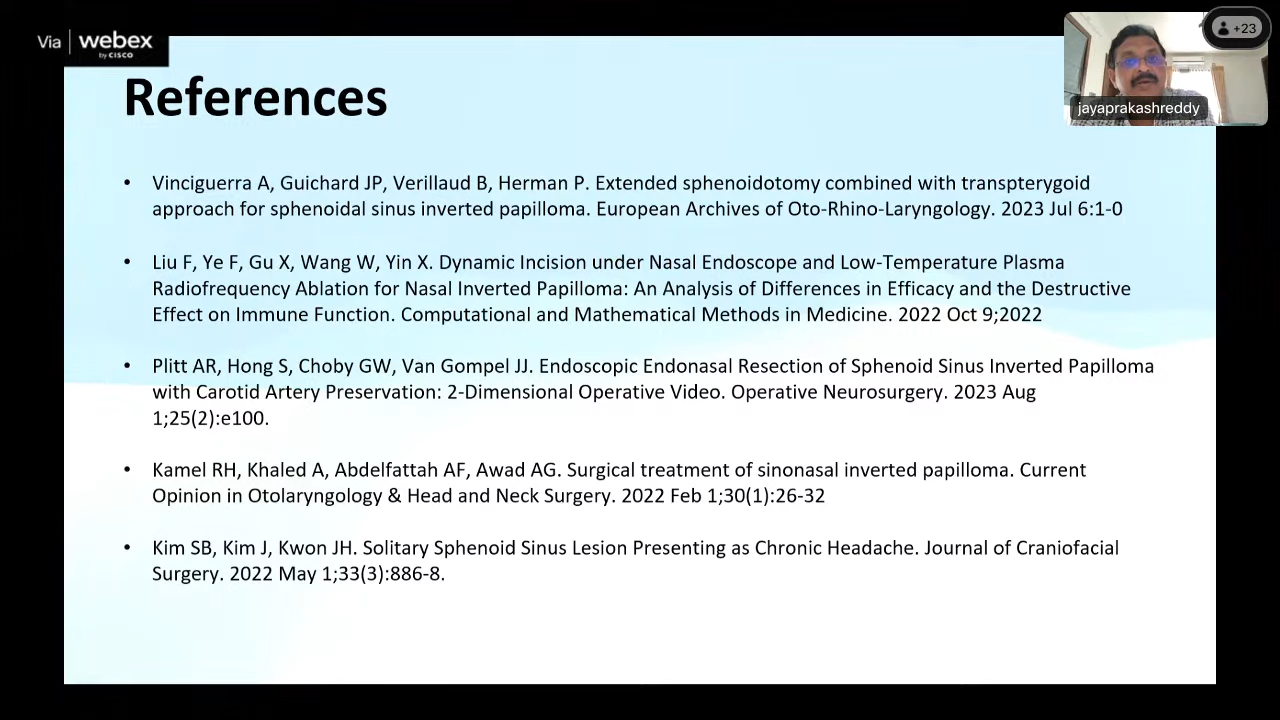 Via webex
by CISCO
+23
jayaprakashreddy
References
• Vinciguerra A, Guichard JP, Verillaud B, Herman P. Extended sphenoidotomy combined with transpterygoid
approach for sphenoidal sinus inverted papilloma. European Archives of Oto-Rhino-Laryngology. 2023 Jul 6:1-0
• Liu F, Ye F, Gu X, Wang W, Yin X. Dynamic Incision under Nasal Endoscope and Low-Temperature Plasma
Radiofrequency Ablation for Nasal Inverted Papilloma: An Analysis of Differences in Efficacy and the Destructive
Effect on Immune Function. Computational and Mathematical Methods in Medicine. 2022 Oct 9;2022
• Plitt AR, Hong S, Choby GW, Van Gompel JJ. Endoscopic Endonasal Resection of Sphenoid Sinus Inverted Papilloma
with Carotid Artery Preservation: 2-Dimensional Operative Video. Operative Neurosurgery. 2023 Aug
1;25(2):e100.
• Kamel RH, Khaled A, Abdelfattah AF, Awad AG. Surgical treatment of sinonasal inverted papilloma. Current
Opinion in Otolaryngology & Head and Neck Surgery. 2022 Feb 1;30(1):26-32
• Kim SB, Kim J, Kwon JH. Solitary Sphenoid Sinus Lesion Presenting as Chronic Headache. Journal of Craniofacial
Surgery. 2022 May 1;33(3):886-8.